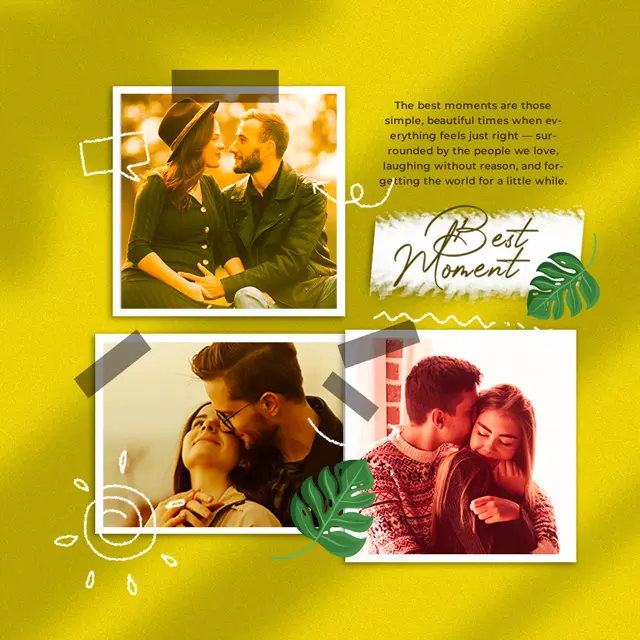 The best moments are those
simple, beautiful times when ev-
erything feels just right — sur-
rounded by the people we love,
laughing without reason, and for-
getting the world for a little while.
Best
Moment